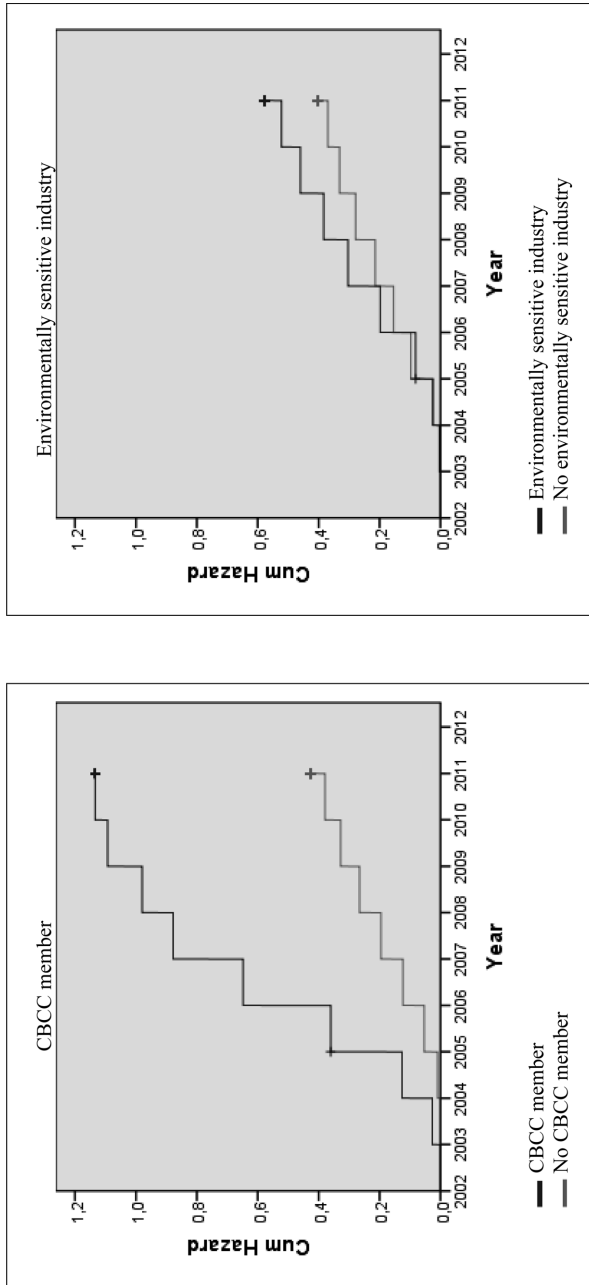 CBCC member
Cum Hazard
1,2
1,0
0,8
0,6
0,4
0,2
0,0
2002 2003 2004 2005 2006 2007 2008 2009 2010 2011 2012
Year
CBCC member
No CBCC member
Environmentally sensitive industry
Cum Hazard
1,2
1,0
0,8
0,6
0,4
0,2
0,0
2002 2003 2004 2005 2006 2007 2008 2009 2010 2011 2012
Year
Environmentally sensitive industry
No environmentally sensitive industry